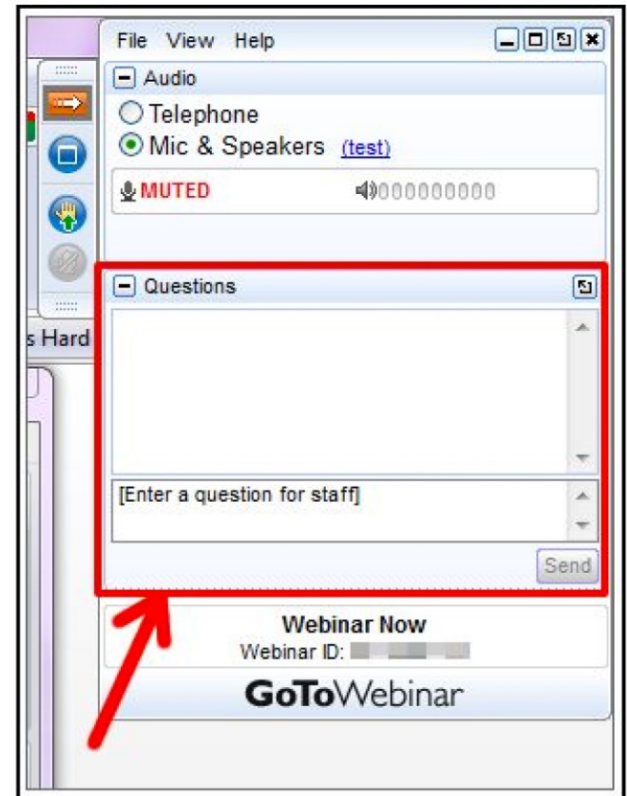 File View Help
Audio
Telephone
Mic & Speakers (test)
MUTED 000000000
Questions
s Hard
[Enter a question for staff]
Send
Webinar Now
Webinar ID:
GoToWebinar